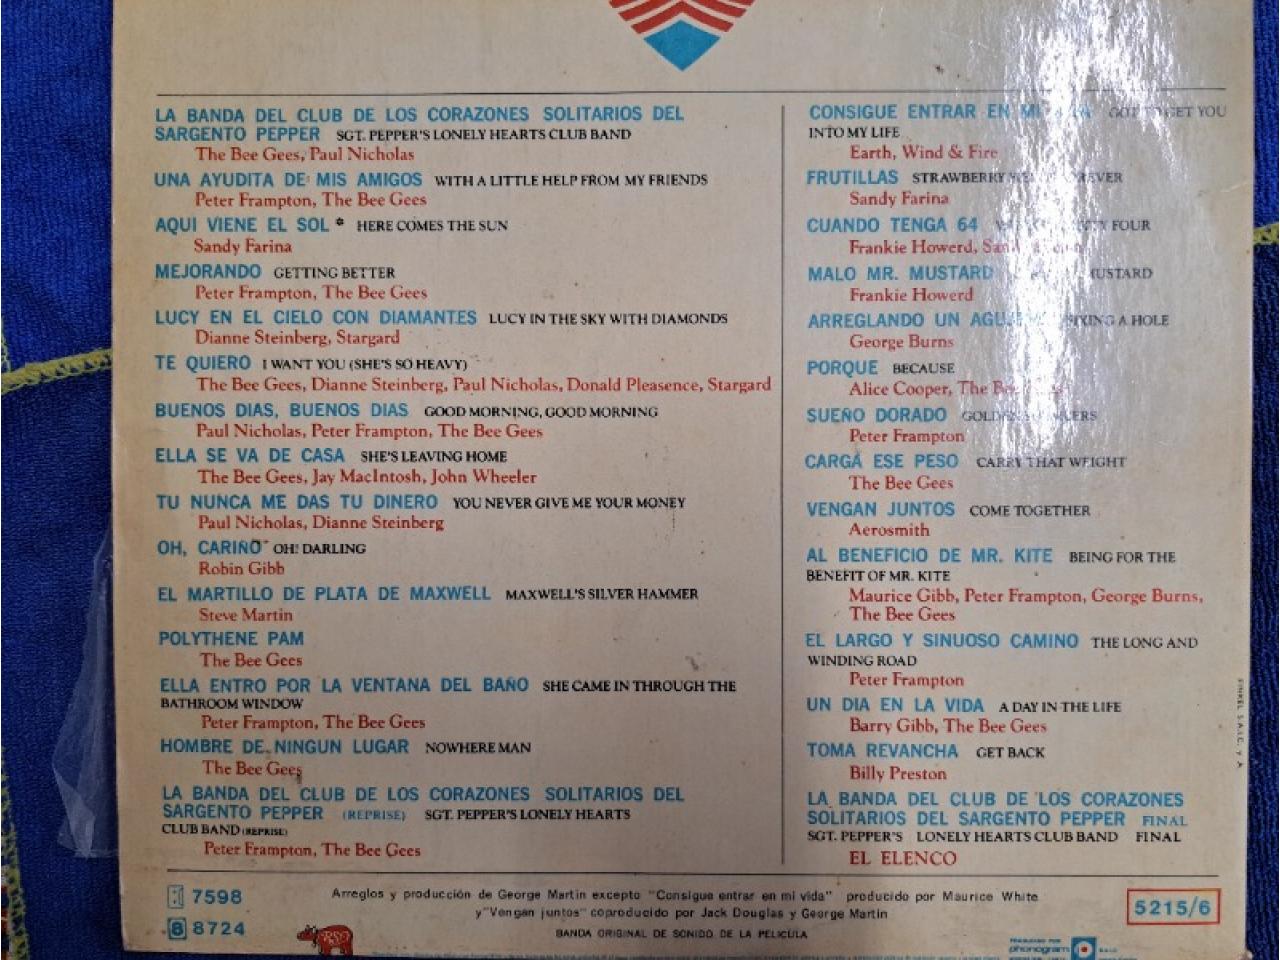 LA BANDA DEL CLUB DE LOS CORAZONES SOLITARIOS DEL
SARGENTO PEPPER SGT. PEPPER'S LONELY HEARTS CLUB BAND
The Bee Gees, Paul Nicholas
UNA AYUDITA DE MIS AMIGOS WITH A LITTLE HELP FROM MY FRIENDS
Peter Frampton, The Bee Gees
AQUI VIENE EL SOL * HERE COMES THE SUN
Sandy Farina
MEJORANDO GETTING BETTER
Peter Frampton, The Bee Gees
LUCY EN EL CIELO CON DIAMANTES LUCY IN THE SKY WITH DIAMONDS
Dianne Steinberg, Stargard
TE QUIERO I WANT YOU (SHE'S SO HEAVY)
The Bee Gees, Dianne Steinberg, Paul Nicholas, Donald Pleasence, Stargard
BUENOS DIAS, BUENOS DIAS GOOD MORNING, GOOD MORNING
Paul Nicholas, Peter Frampton, The Bee Gees
ELLA SE VA DE CASA SHE'S LEAVING HOME
The Bee Gees, Jay MacIntosh, John Wheeler
TU NUNCA ME DAS TU DINERO YOU NEVER GIVE ME YOUR MONEY
Paul Nicholas, Dianne Steinberg
OH, CARIÑO OH! DARLING
Robin Gibb
EL MARTILLO DE PLATA DE MAXWELL MAXWELL'S SILVER HAMMER
Steve Martin
POLYTHENE PAM
The Bee Gees
ELLA ENTRO POR LA VENTANA DEL BAÑO SHE CAME IN THROUGH THE
BATHROOM WINDOW
Peter Frampton, The Bee Gees
HOMBRE DE NINGUN LUGAR NOWHERE MAN
The Bee Gees
LA BANDA DEL CLUB DE LOS CORAZONES SOLITARIOS DEL
SARGENTO PEPPER (REPRISE) SGT. PEPPER'S LONELY HEARTS
CLUB BAND (REPRISE)
Peter Frampton, The Bee Gees
CONSIGUE ENTRAR EN MI GET YOU
INTO MY LIFE
Earth, Wind & Fire
FRUTILLAS STRAWBERRY
Sandy Farina
CUANDO TENGA 64 FOUR
Frankie Howerd,
MALO MR. MUSTARD MUSTARD
Frankie Howerd
ARREGLANDO UN FIXING A HOLE
George Burns
PORQUE BECAUSE
Alice Cooper, The
SUEÑO DORADO
Peter Frampton
CARGA ESE PESO CARRY THAT WEIGHT
The Bee Gees
VENGAN JUNTOS COME TOGETHER
Aerosmith
AL BENEFICIO DE MR. KITE BEING FOR THE
BENEFIT OF MR. KITE
Maurice Gibb, Peter Frampton, George Burns,
The Bee Gees
EL LARGO Y SINUOSO CAMINO THE LONG AND
WINDING ROAD
Peter Frampton
UN DIA EN LA VIDA A DAY IN THE LIFE
Barry Gibb, The Bee Gees
TOMA REVANCHA GET BACK
Billy Preston
LA BANDA DEL CLUB DE LOS CORAZONES
SOLITARIOS DEL SARGENTO PEPPER FINAL
SGT. PEPPER'S LONELY HEARTS CLUB BAND FINAL
EL ELENCO
7598
8 8724
Arreglos y producción de George Martin excepto "Consigue entrar en mi vida" producido por Maurice White
y "Vengan juntos" coproducido por Jack Douglas y George Martin
BANDA ORIGINAL DE SONIDO DE LA PELICULA
RSO
5215/6
phonogram